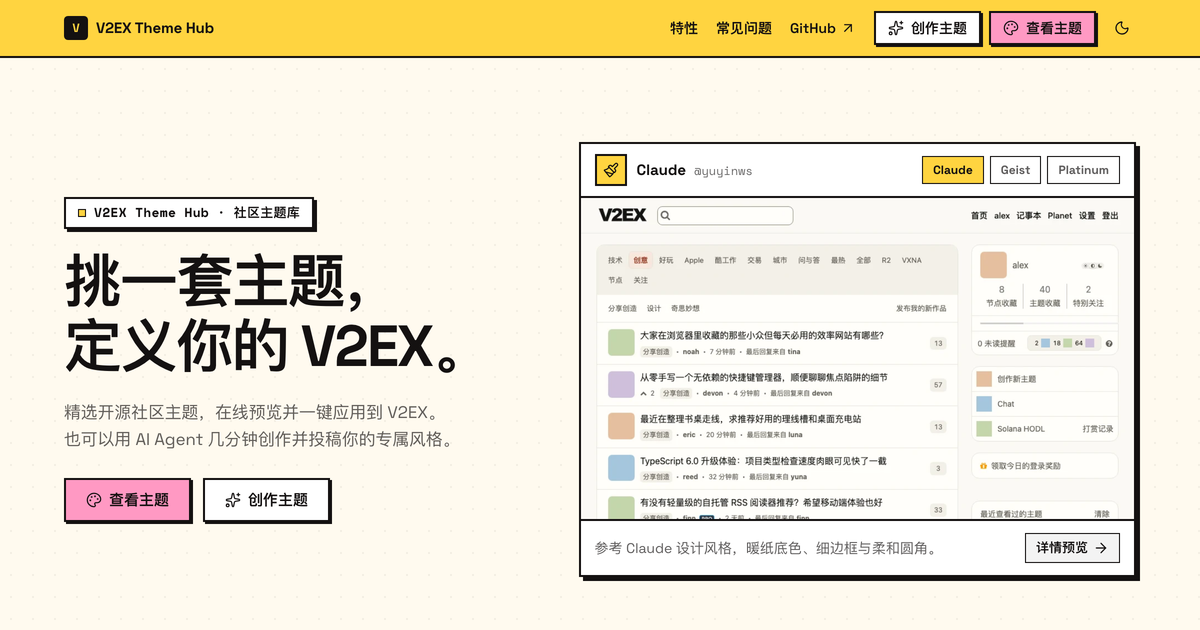 V V2EX Theme Hub 特性 常见问题 GitHub 创作主题 查看主题
V2EX Theme Hub · 社区主题库
挑一套主题,
定义你的 V2EX。
精选开源社区主题，在线预览并一键应用到 V2EX。
也可以用 AI Agent 几分钟创作并投稿你的专属风格。
查看主题 创作主题
Claude @yuyinws Claude Geist Platinum
V2EX 首页 alex 记事本 Planet 设置 登出
技术 创意 好玩 Apple 酷工作 交易 城市 问与答 最热 全部 R2 VXNA
节点 关注
分享创造 设计 奇思妙想 发布我的新作品
大家在浏览器里收藏的那些小众但每天必用的效率网站有哪些? 13
分享创造 • noah • 7 分钟前 • 最后回复来自 tina
从零手写一个无依赖的快捷键管理器，顺便聊聊焦点陷阱的细节 57
2 分享创造 • devon • 4 分钟前 • 最后回复来自 devon
最近在整理书桌走线，求推荐好用的理线槽和桌面充电站 13
分享创造 • eric • 20 分钟前 • 最后回复来自 luna
TypeScript 6.0 升级体验：项目类型检查速度肉眼可见快了一截 3
分享创造 • reed • 32 分钟前 • 最后回复来自 yuna
有没有轻量级的自托管 RSS 阅读器推荐？希望移动端体验也好 33
alex
8 40 2
节点收藏 主题收藏 特别关注
0 未读提醒 2 18 64
创作新主题
Chat
Solana HODL 打赏记录
领取今日的登录奖励
最近查看过的主题 清除
参考 Claude 设计风格，暖纸底色、细边框与柔和圆角。 详情预览